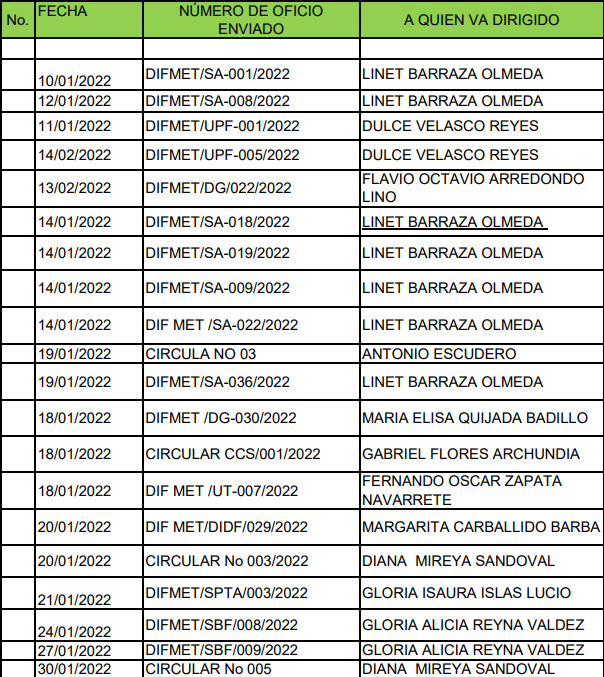 No. FECHA NÚMERO DE OFICIO ENVIADO A QUIEN VA DIRIGIDO
10/01/2022 DIFMET/SA-001/2022 LINET BARRAZA OLMEDA
12/01/2022 DIFMET/SA-008/2022 LINET BARRAZA OLMEDA
11/01/2022 DIFMET/UPF-001/2022 DULCE VELASCO REYES
14/02/2022 DIFMET/UPF-005/2022 DULCE VELASCO REYES
13/02/2022 DIFMET/DG/022/2022 FLAVIO OCTAVIO ARREDONDO LINO
14/01/2022 DIFMET/SA-018/2022 LINET BARRAZA OLMEDA
14/01/2022 DIFMET/SA-019/2022 LINET BARRAZA OLMEDA
14/01/2022 DIFMET/SA-009/2022 LINET BARRAZA OLMEDA
14/01/2022 DIF MET /SA-022/2022 LINET BARRAZA OLMEDA
19/01/2022 CIRCULA NO 03 ANTONIO ESCUDERO
19/01/2022 DIFMET/SA-036/2022 LINET BARRAZA OLMEDA
18/01/2022 DIFMET /DG-030/2022 MARIA ELISA QUIJADA BADILLO
18/01/2022 CIRCULAR CCS/001/2022 GABRIEL FLORES ARCHUNDIA
18/01/2022 DIF MET /UT-007/2022 FERNANDO OSCAR ZAPATA NAVARRETE
20/01/2022 DIF MET/DIDF/029/2022 MARGARITA CARBALLIDO BARBA
20/01/2022 CIRCULAR No 003/2022 DIANA MIREYA SANDOVAL
21/01/2022 DIFMET/SPTA/003/2022 GLORIA ISAURA ISLAS LUCIO
24/01/2022 DIFMET/SBF/008/2022 GLORIA ALICIA REYNA VALDEZ
27/01/2022 DIFMET/SBF/009/2022 GLORIA ALICIA REYNA VALDEZ
30/01/2022 CIRCULAR No 005 DIANA MIREYA SANDOVAL